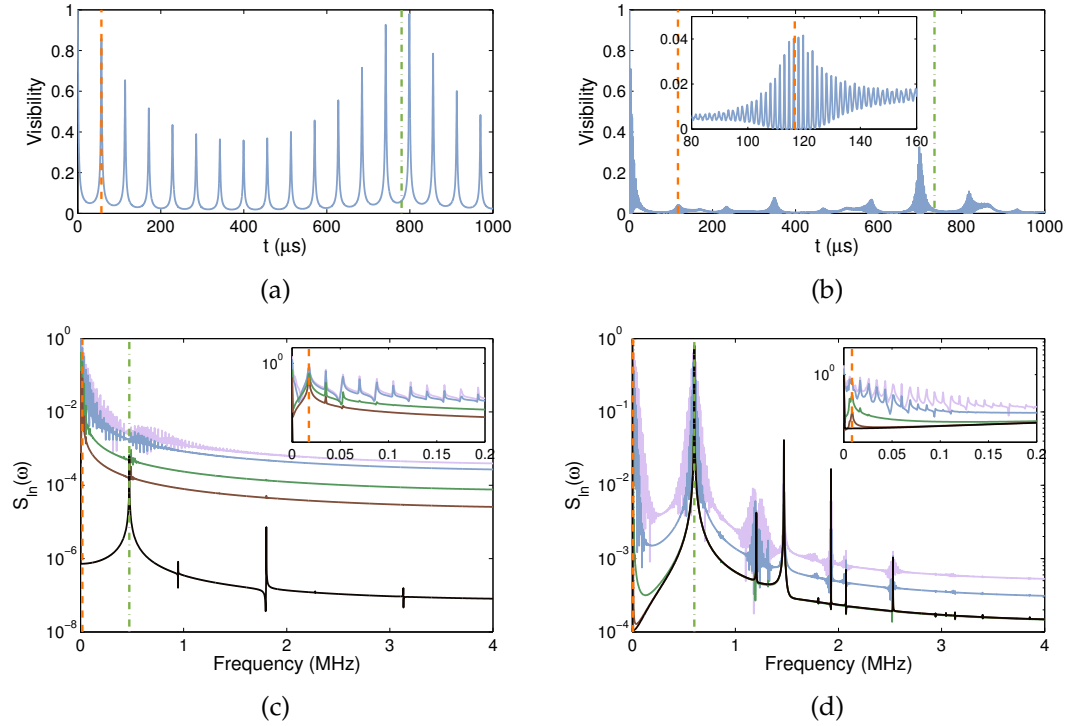 1
0.8
0.6
0.4
0.2
0
Visibility
0 200 400 600 800 1000
t (μs)
(a)
1
0.8
0.6
0.4
0.2
0
Visibility
0.04
0.02
0
80 100 120 140 160
0 200 400 600 800 1000
t (μs)
(b)
10^0
10^-2
10^-4
10^-6
10^-8
S_ln(ω)
10^0
0 0.05 0.1 0.15 0.2
0 1 2 3 4
Frequency (MHz)
(c)
10^0
10^-1
10^-2
10^-3
10^-4
S_ln(ω)
10^0
0 0.05 0.1 0.15 0.2
0 1 2 3 4
Frequency (MHz)
(d)